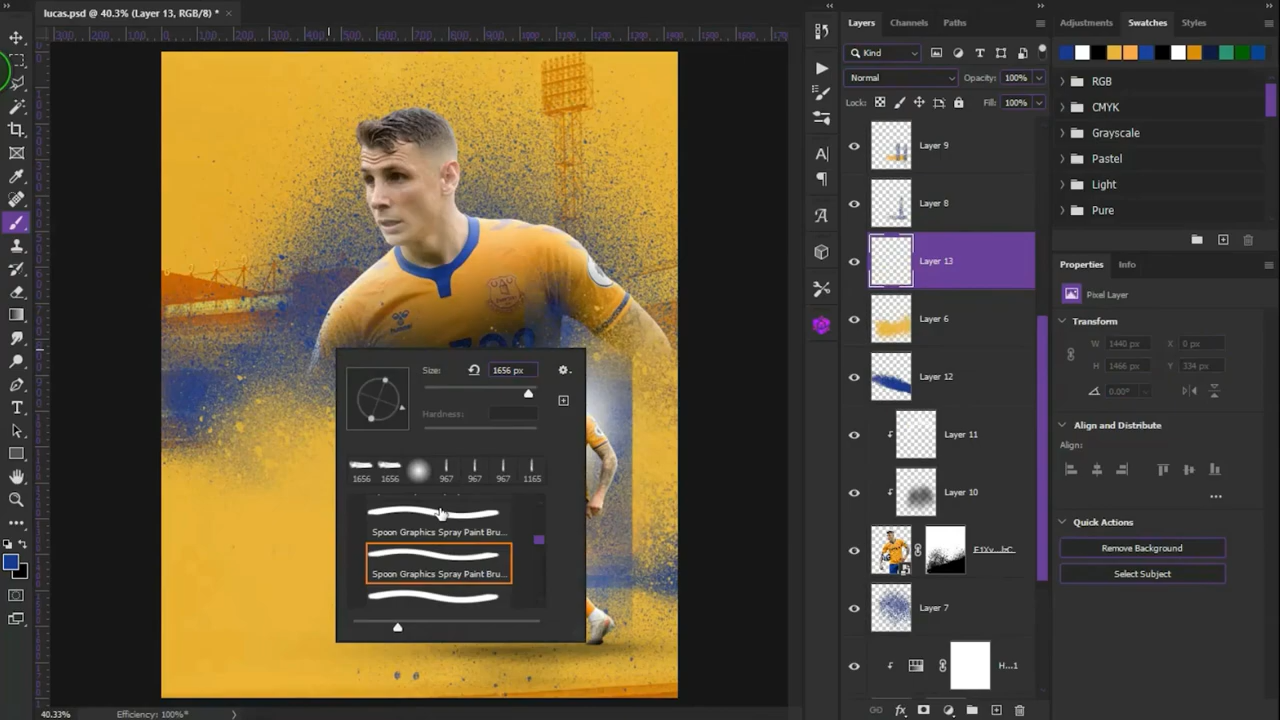 lucas.psd @ 40.3% (Layer 13, RGB/8) *
Layers Channels Paths
Adjustments Swatches Styles
Kind
Normal Opacity: 100%
Lock: Fill: 100%
RGB
CMYK
Grayscale
Pastel
Light
Pure
Layer 9
Layer 8
Layer 13
Layer 6
Layer 12
Layer 11
Layer 10
Layer 7
H...1
Properties Info
Pixel Layer
Transform
W 1440 px X 0 px
H 1466 px Y 334 px
0.00°
Align and Distribute
Align:
Quick Actions
Remove Background
Select Subject
Size: 1656 px
Hardness:
1656 1656 967 967 967 1165
Spoon Graphics Spray Paint Bru...
Spoon Graphics Spray Paint Bru...
40.33% Efficiency: 100%*